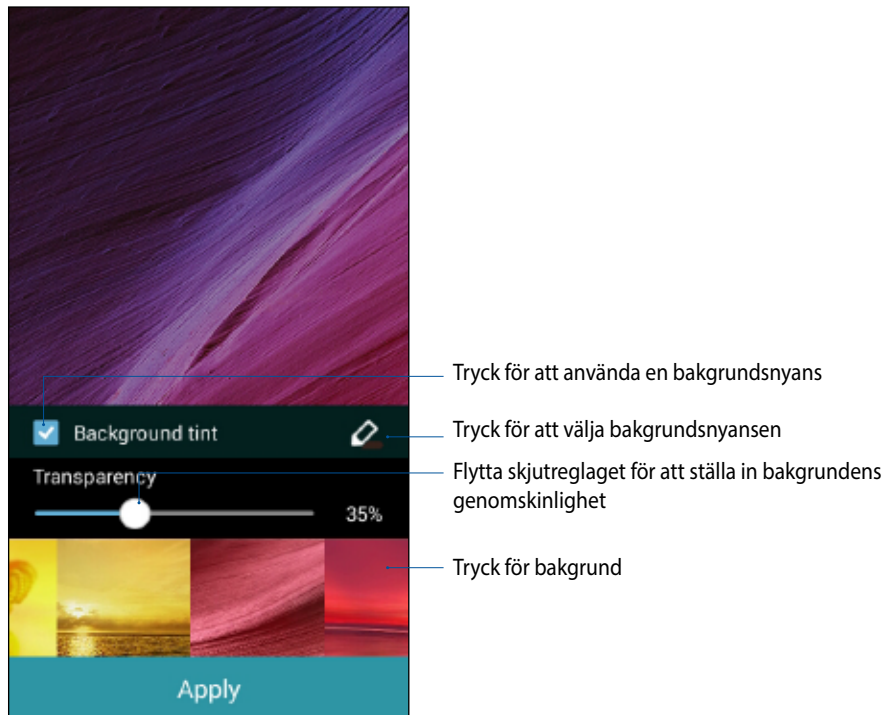 Tryck för att använda en bakgrundsnyans
Background tint
Tryck för att välja bakgrundsnyansen
Transparency
Flytta skjutreglaget för att ställa in bakgrundens
genomskinlighet
35%
Tryck för bakgrund
Apply